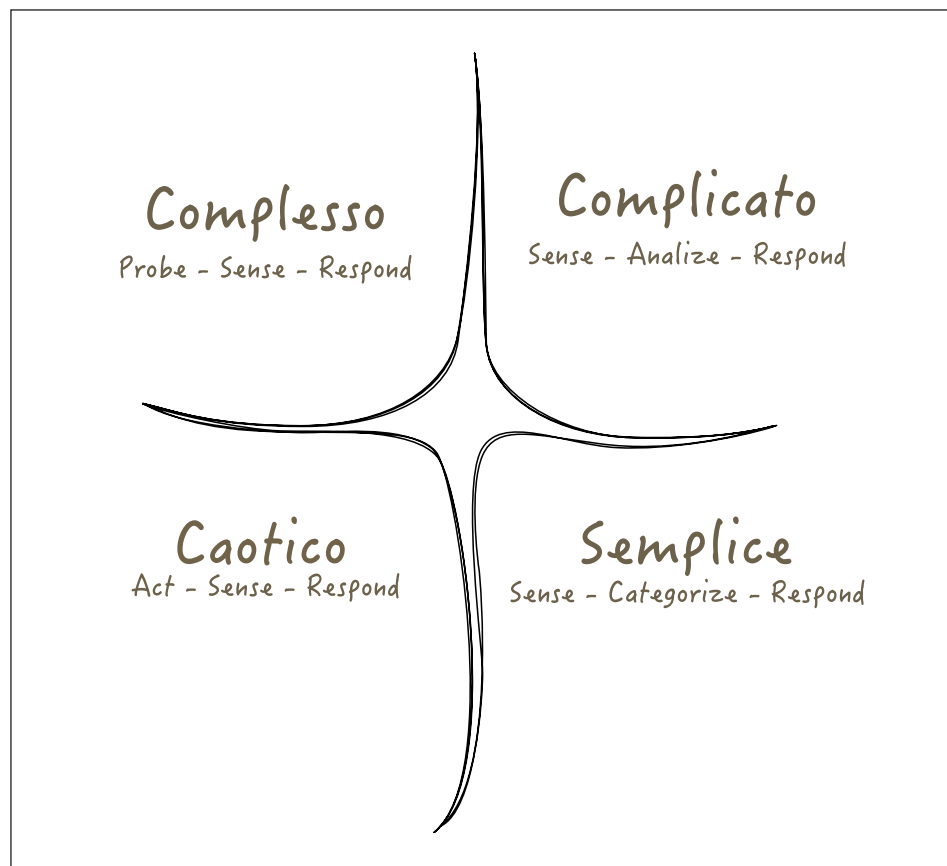 Complesso
Probe - Sense - Respond
Complicato
Sense - Analize - Respond
Caotico
Act - Sense - Respond
Semplice
Sense - Categorize - Respond